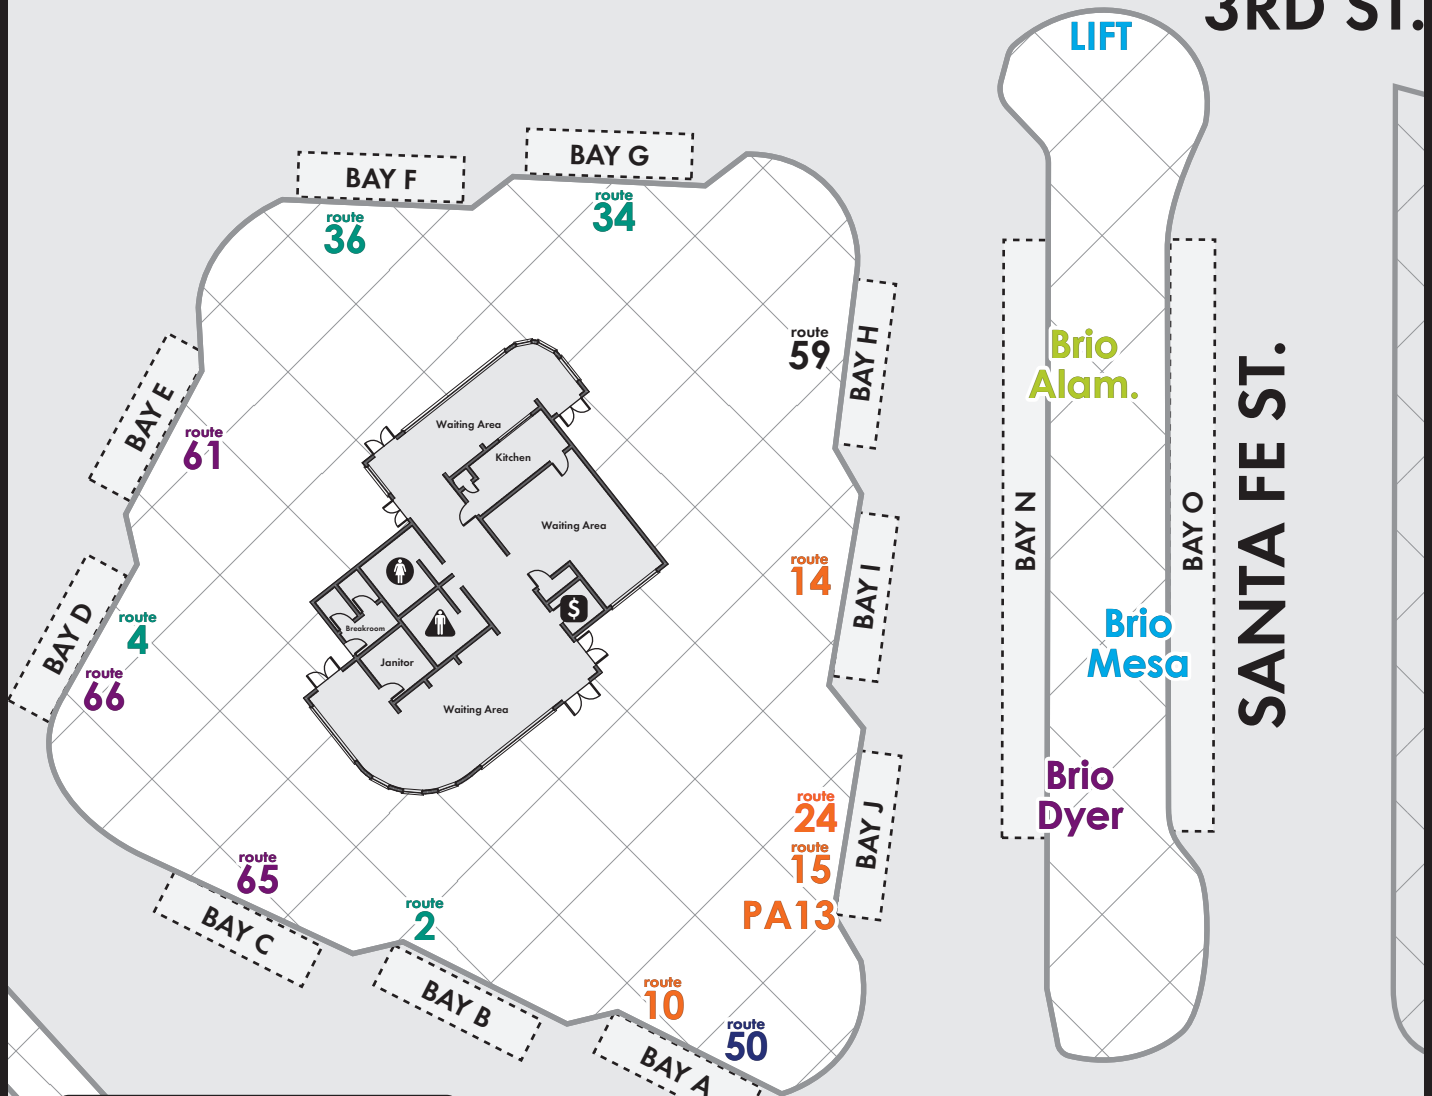 3RD ST.
LIFT
BAY G
BAY F
route
34
route
36
route
59
BAY H
Brio
Alam.
BAY E
route
61
Waiting Area
Kitchen
Waiting Area
BAY N
BAY O
SANTA FE ST.
route
14
BAY I
$
BAY D
route
4
route
66
Breakroom
Janitor
Waiting Area
Brio
Mesa
Brio
Dyer
route
24
route
15
PA13
BAY J
route
65
BAY C
route
2
BAY B
route
10
route
50
BAY A